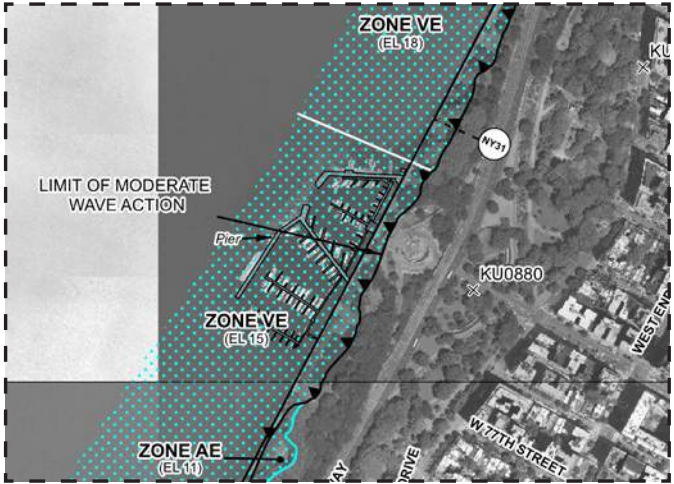 ZONE VE
(EL 18)
KU
NY31
LIMIT OF MODERATE
WAVE ACTION
Pier
KU0880
ZONE VE
(EL 15)
WEST END
W 77TH STREET
ZONE AE
(EL 11)
WAY
DRIVE